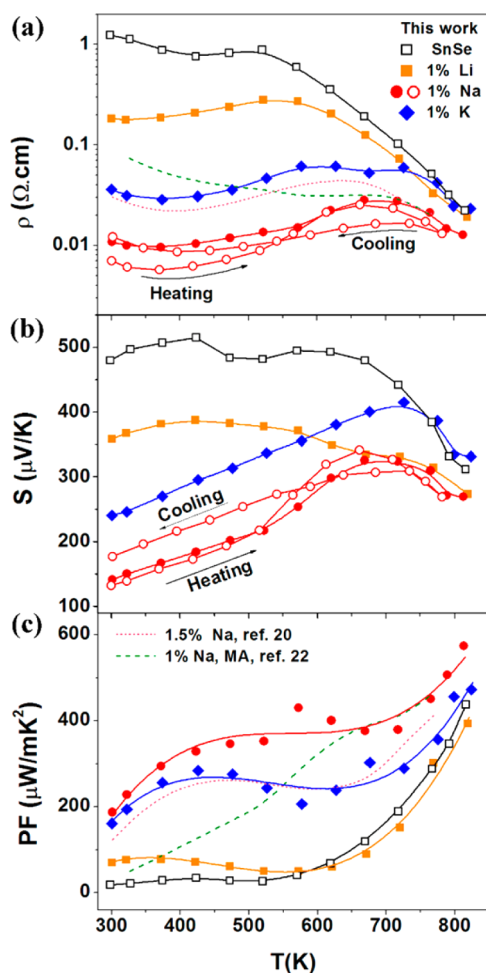 (a)
This work
SnSe
1% Li
1% Na
1% K
1
0.1
0.01
ρ (Ω.cm)
Cooling
Heating
(b)
500
400
300
200
100
S (μV/K)
Cooling
Heating
(c)
1.5% Na, ref. 20
1% Na, MA, ref. 22
600
400
200
0
PF (μW/mK²)
300 400 500 600 700 800
T(K)